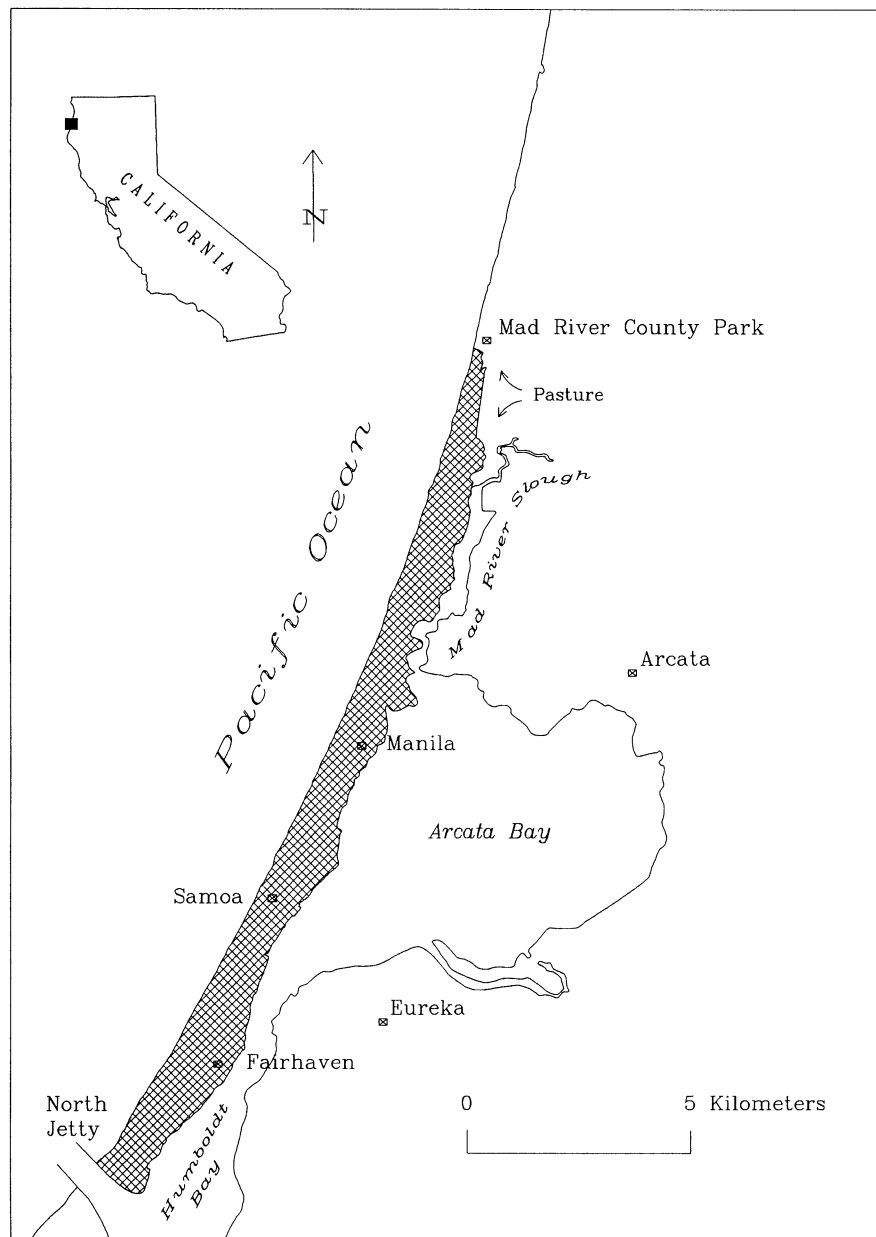 CALIFORNIA
N
Mad River County Park
Pasture
Pacific Ocean
Mad River Slough
Arcata
Manila
Arcata Bay
Samoa
Eureka
Fairhaven
North
Jetty
Humboldt
Bay
0 5 Kilometers